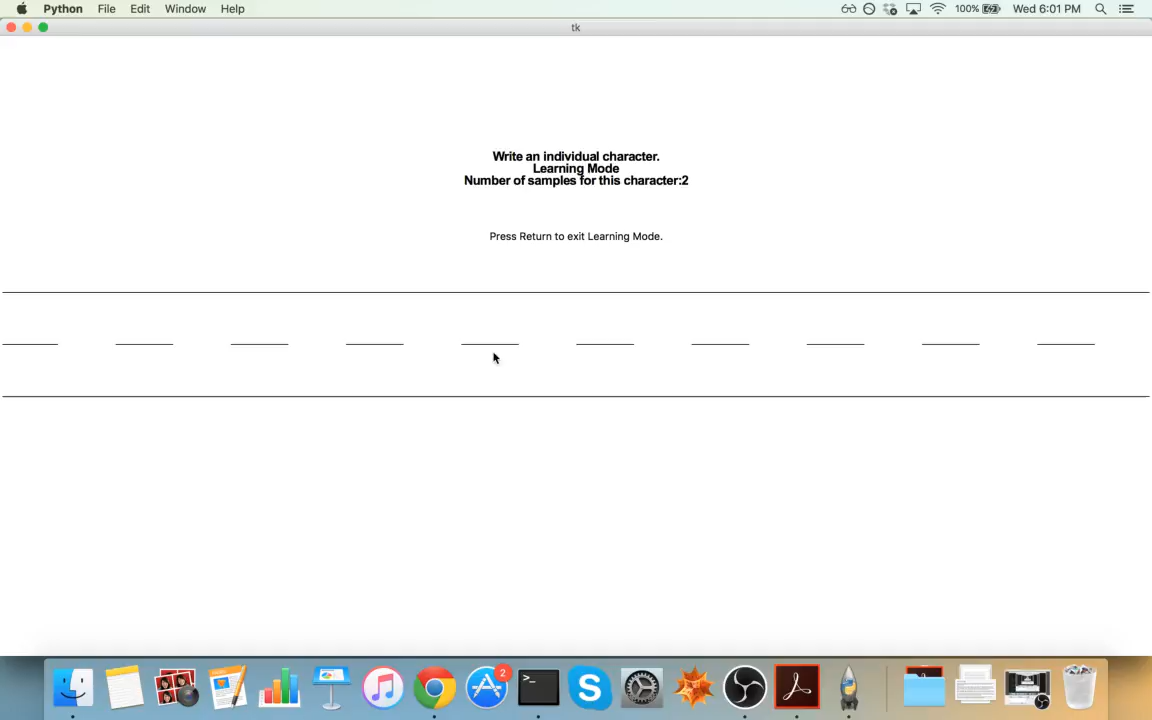 Python File Edit Window Help 100% Wed 6:01 PM
tk
Write an individual character.
Learning Mode
Number of samples for this character:2
Press Return to exit Learning Mode.
2
>_
S